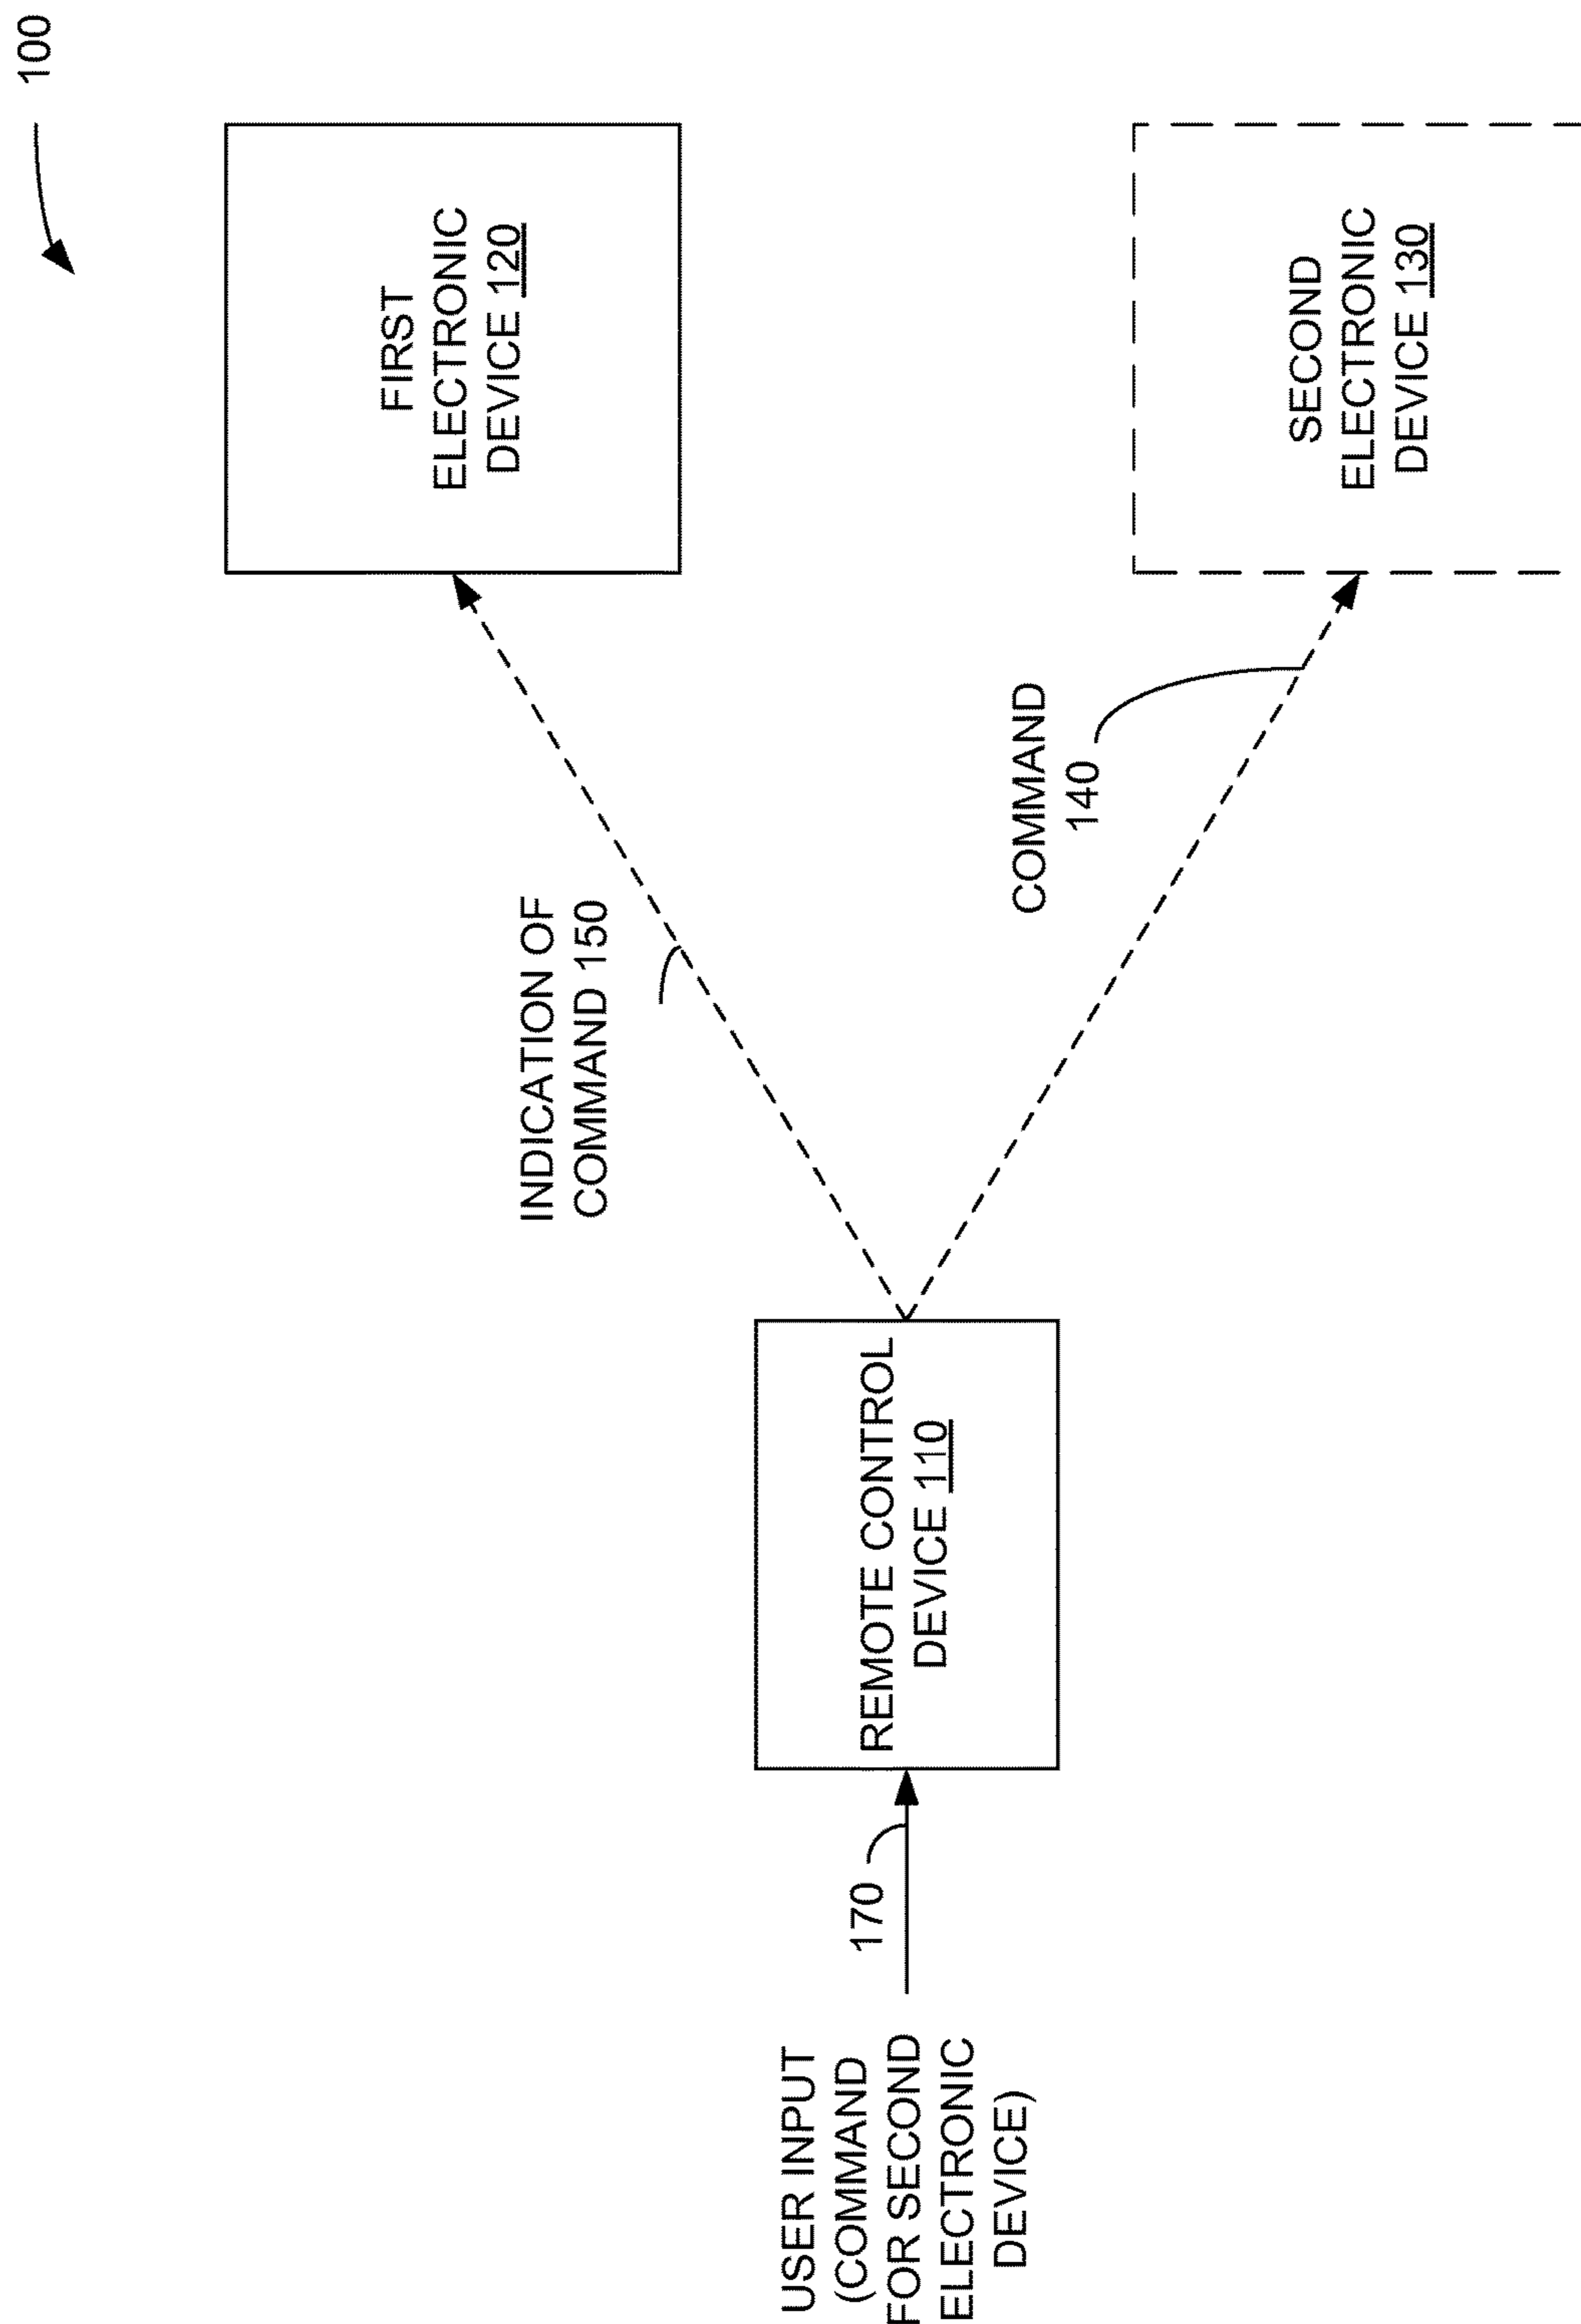 100
FIRST
ELECTRONIC
DEVICE 120
INDICATION OF
COMMAND 150
USER INPUT
(COMMAND
FOR SECOND
ELECTRONIC
DEVICE)
170
REMOTE CONTROL
DEVICE 110
COMMAND
140
SECOND
ELECTRONIC
DEVICE 130